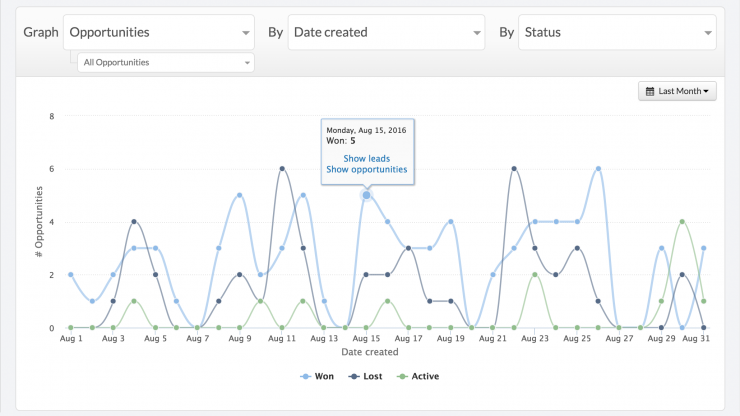 Graph Opportunities By Date created By Status
All Opportunities
Last Month
8
Monday, Aug 15, 2016
Won: 5
Show leads
Show opportunities
6
4
2
0
# Opportunities
Aug 1 Aug 3 Aug 5 Aug 7 Aug 9 Aug 11 Aug 13 Aug 15 Aug 17 Aug 19 Aug 21 Aug 23 Aug 25 Aug 27 Aug 29 Aug 31
Date created
Won Lost Active